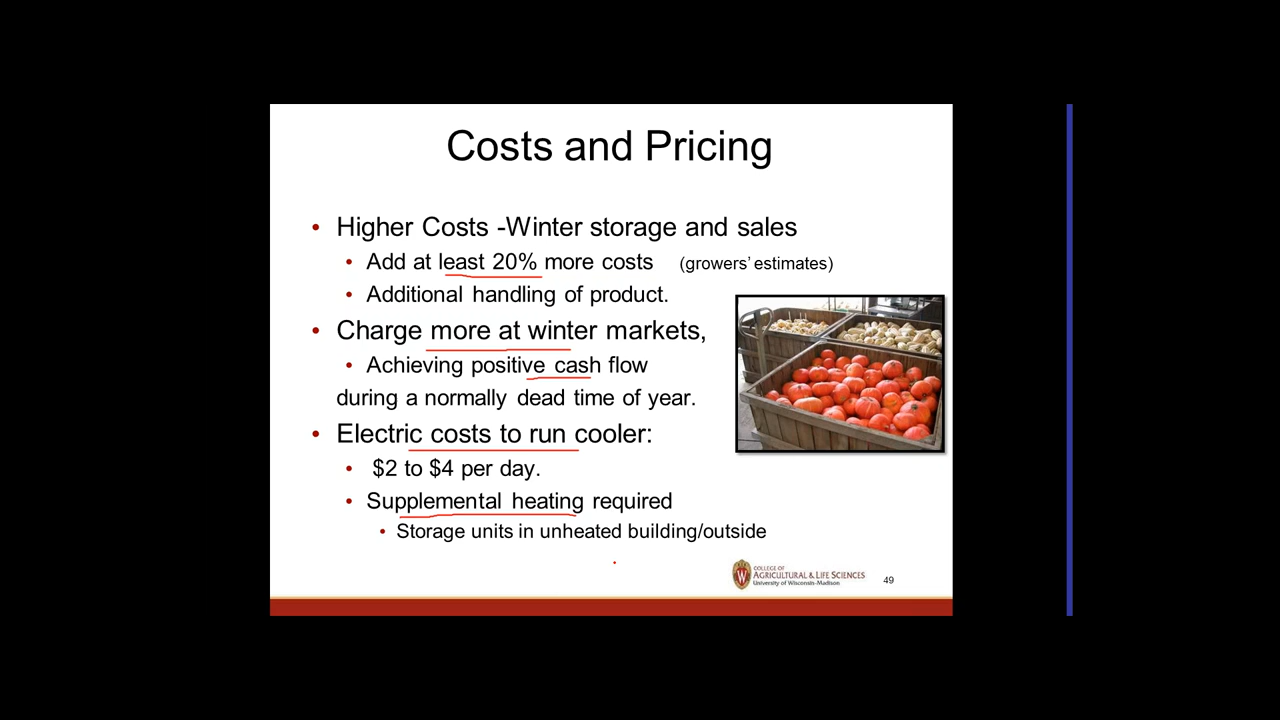 Costs and Pricing
• Higher Costs -Winter storage and sales
• Add at least 20% more costs (growers’ estimates)
• Additional handling of product.
• Charge more at winter markets,
• Achieving positive cash flow
during a normally dead time of year.
• Electric costs to run cooler:
• $2 to $4 per day.
• Supplemental heating required
• Storage units in unheated building/outside
W
COLLEGE OF
AGRICULTURAL & LIFE SCIENCES
University of Wisconsin-Madison
49